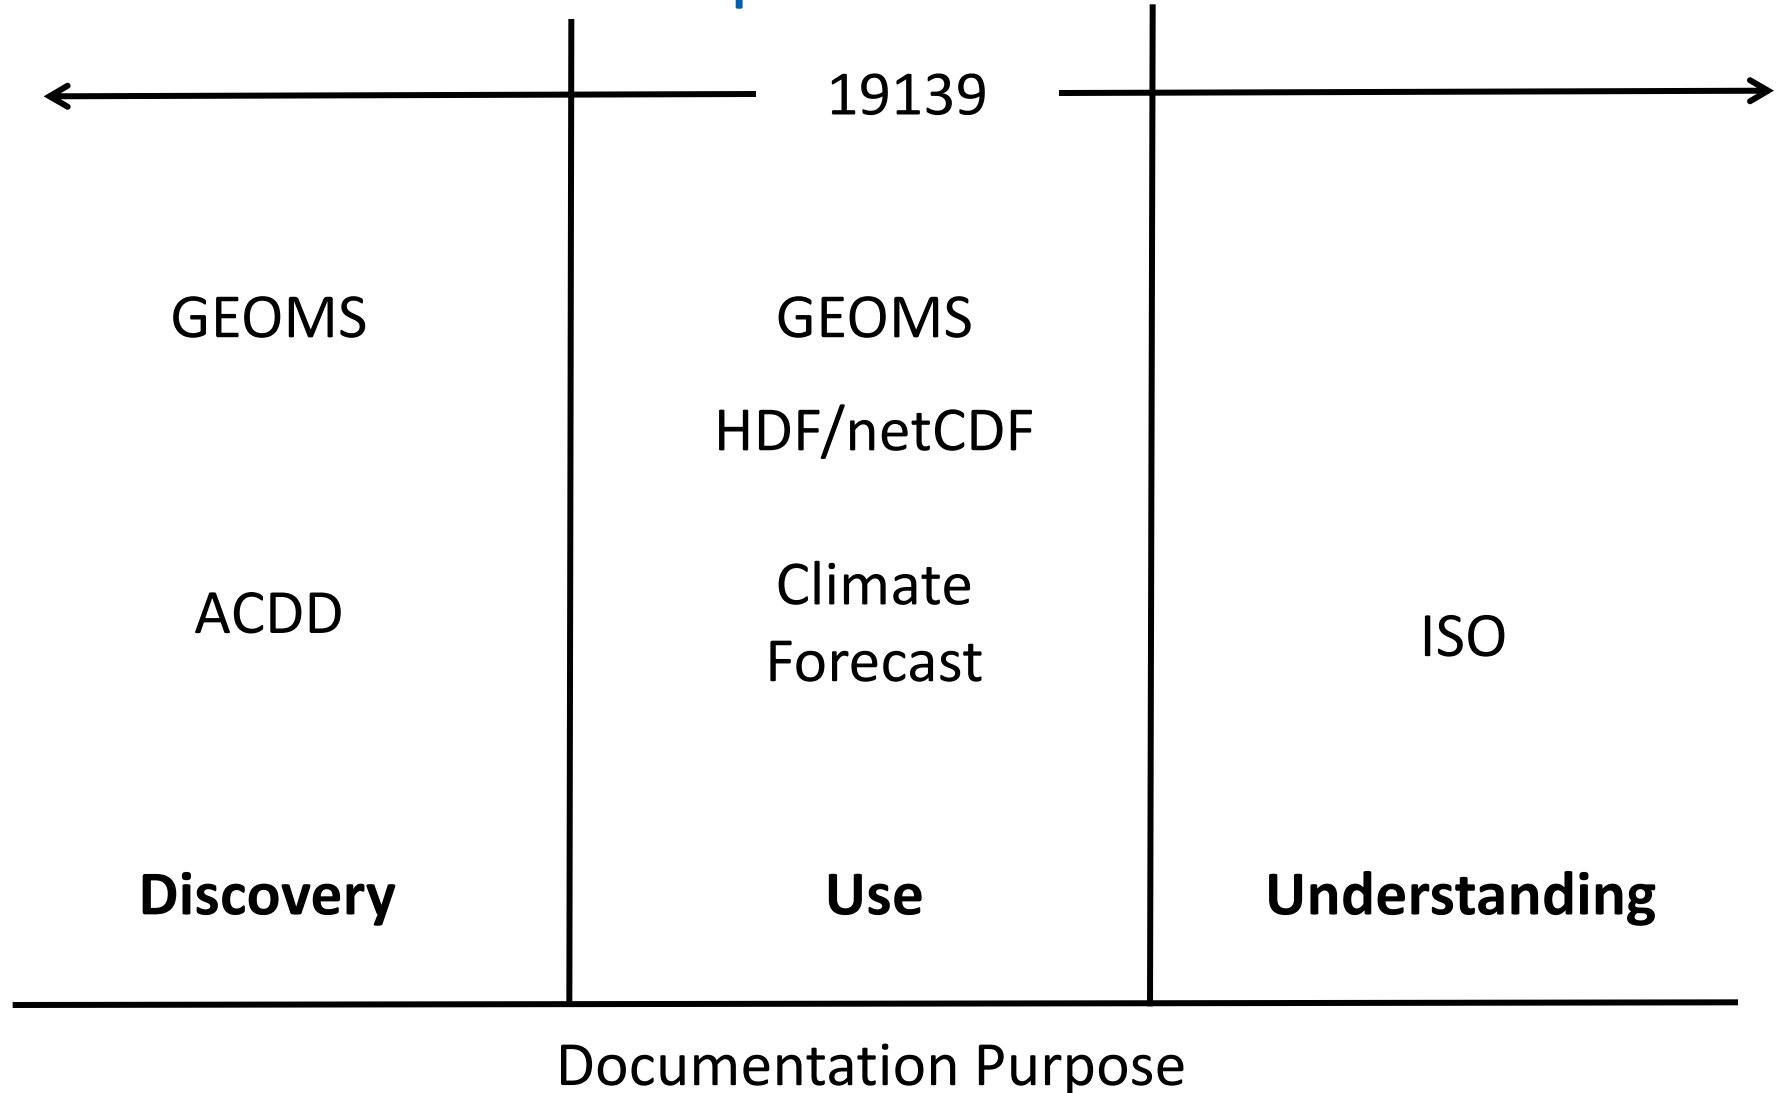 19139
GEOMS
GEOMS
HDF/netCDF
ACDD
Climate
Forecast
ISO
Discovery
Use
Understanding
Documentation Purpose